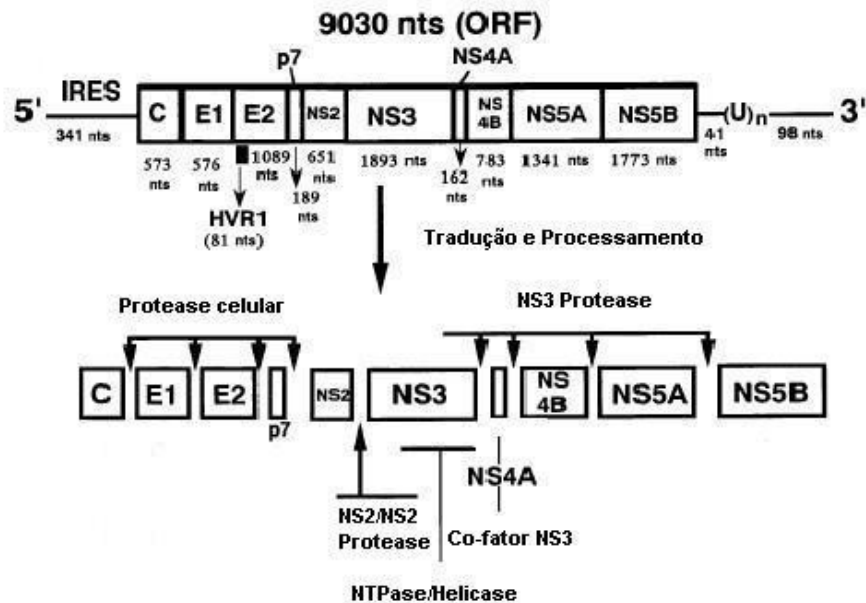 9030 nts (ORF)
p7 NS4A
5' IRES C E1 E2 NS2 NS3 NS 4B NS5A NS5B (U)n 3'
341 nts
573 nts
576 nts
1089 nts
651 nts
1893 nts
783 nts
1341 nts
1773 nts
41 nts
98 nts
189 nts
162 nts
HVR1
(81 nts)
Tradução e Processamento
Protease celular
NS3 Protease
C E1 E2 NS2 NS3 NS 4B NS5A NS5B
p7
NS4A
NS2/NS2
Protease
Co-fator NS3
NTPase/Helicase